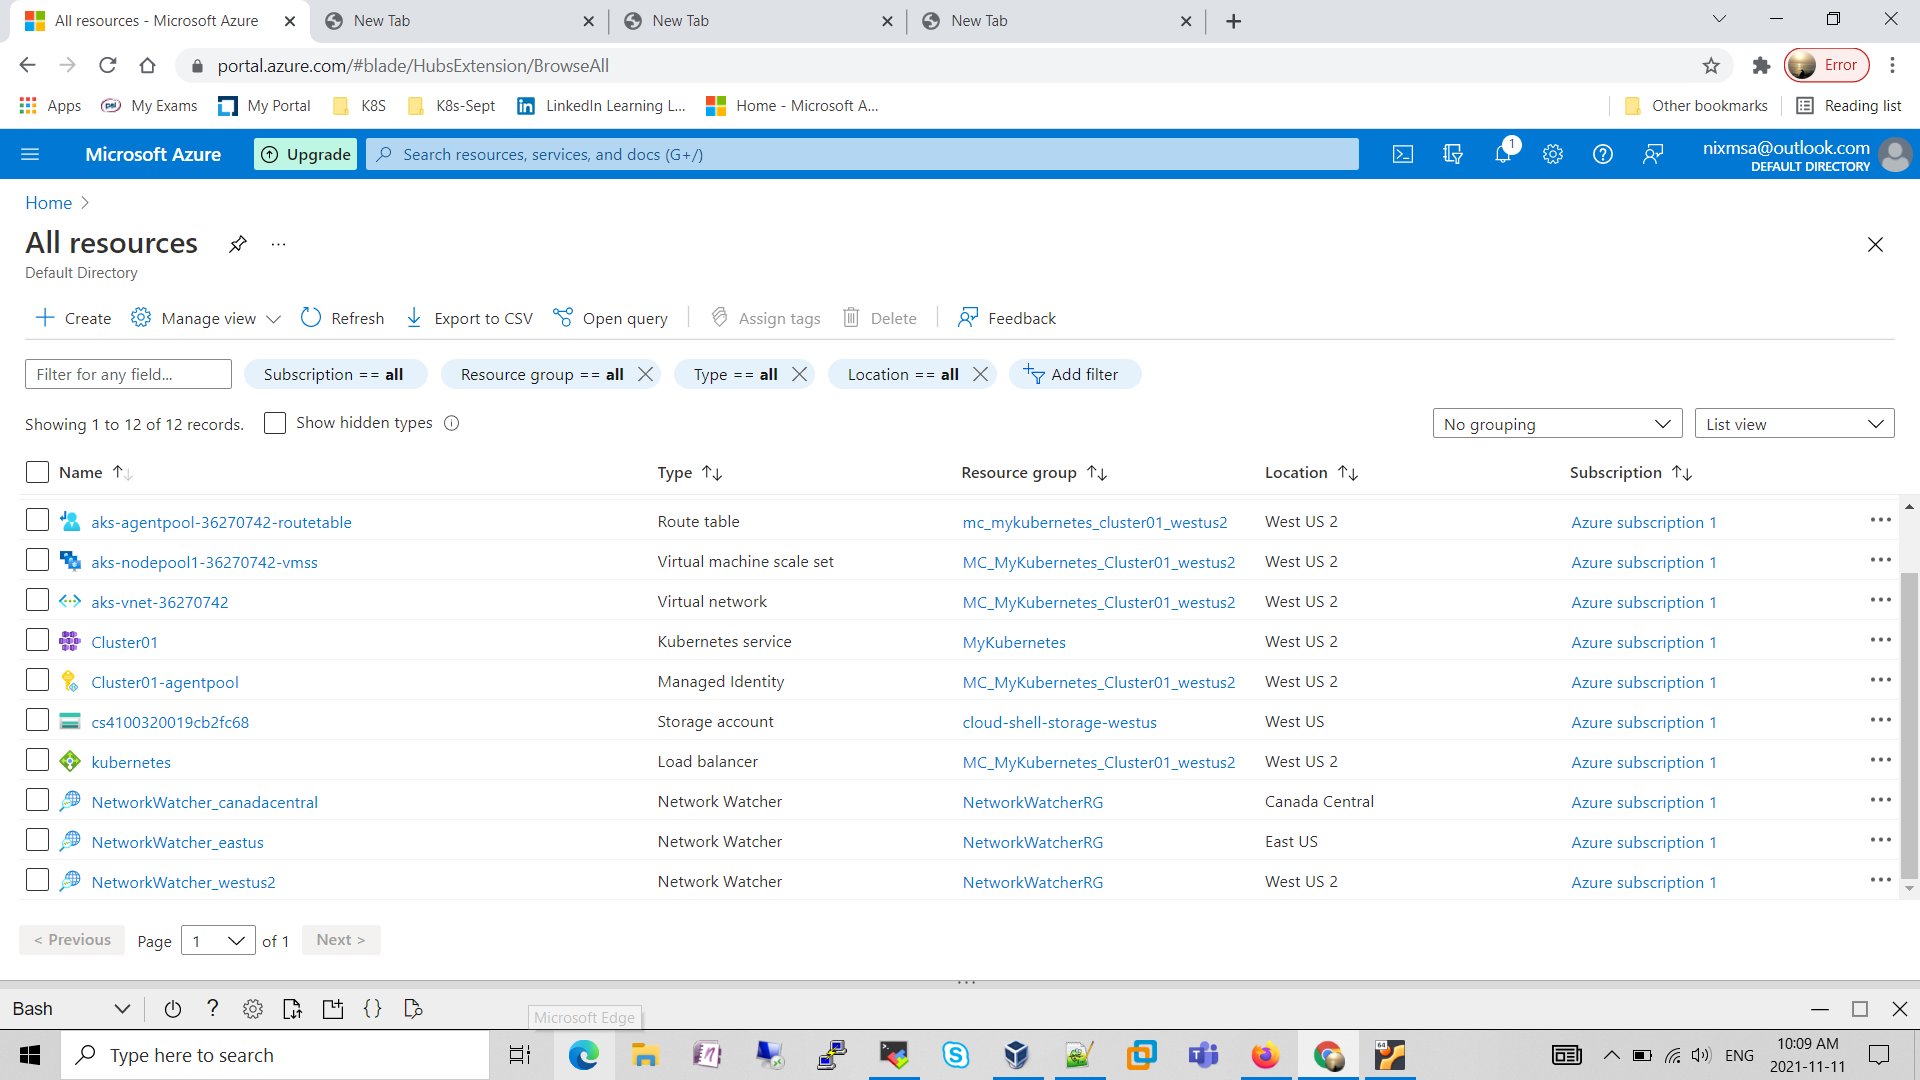 All resources - Microsoft Azure
New Tab
New Tab
New Tab
portal.azure.com/#blade/HubsExtension/BrowseAll
Error
Apps
psi
My Exams
My Portal
K8S
K8s-Sept
LinkedIn Learning L...
Home - Microsoft A...
Other bookmarks
Reading list
Microsoft Azure
Upgrade
Search resources, services, and docs (G+/)
1
nixmsa@outlook.com
DEFAULT DIRECTORY
Home
All resources
Default Directory
Create
Manage view
Refresh
Export to CSV
Open query
Assign tags
Delete
Feedback
Filter for any field...
Subscription == all
Resource group == all
Type == all
Location == all
Add filter
Showing 1 to 12 of 12 records.
Show hidden types
No grouping
List view
Name Type Resource group Location Subscription
aks-agentpool-36270742-routetable Route table mc_mykubernetes_cluster01_westus2 West US 2 Azure subscription 1
aks-nodepool1-36270742-vmss Virtual machine scale set MC_MyKubernetes_Cluster01_westus2 West US 2 Azure subscription 1
aks-vnet-36270742 Virtual network MC_MyKubernetes_Cluster01_westus2 West US 2 Azure subscription 1
Cluster01 Kubernetes service MyKubernetes West US 2 Azure subscription 1
Cluster01-agentpool Managed Identity MC_MyKubernetes_Cluster01_westus2 West US 2 Azure subscription 1
cs4100320019cb2fc68 Storage account cloud-shell-storage-westus West US Azure subscription 1
kubernetes Load balancer MC_MyKubernetes_Cluster01_westus2 West US 2 Azure subscription 1
NetworkWatcher_canadacentral Network Watcher NetworkWatcherRG Canada Central Azure subscription 1
NetworkWatcher_eastus Network Watcher NetworkWatcherRG East US Azure subscription 1
NetworkWatcher_westus2 Network Watcher NetworkWatcherRG West US 2 Azure subscription 1
< Previous
Page 1 of 1
Next >
Bash
Microsoft Edge
Type here to search
64
ENG
10:09 AM
2021-11-11